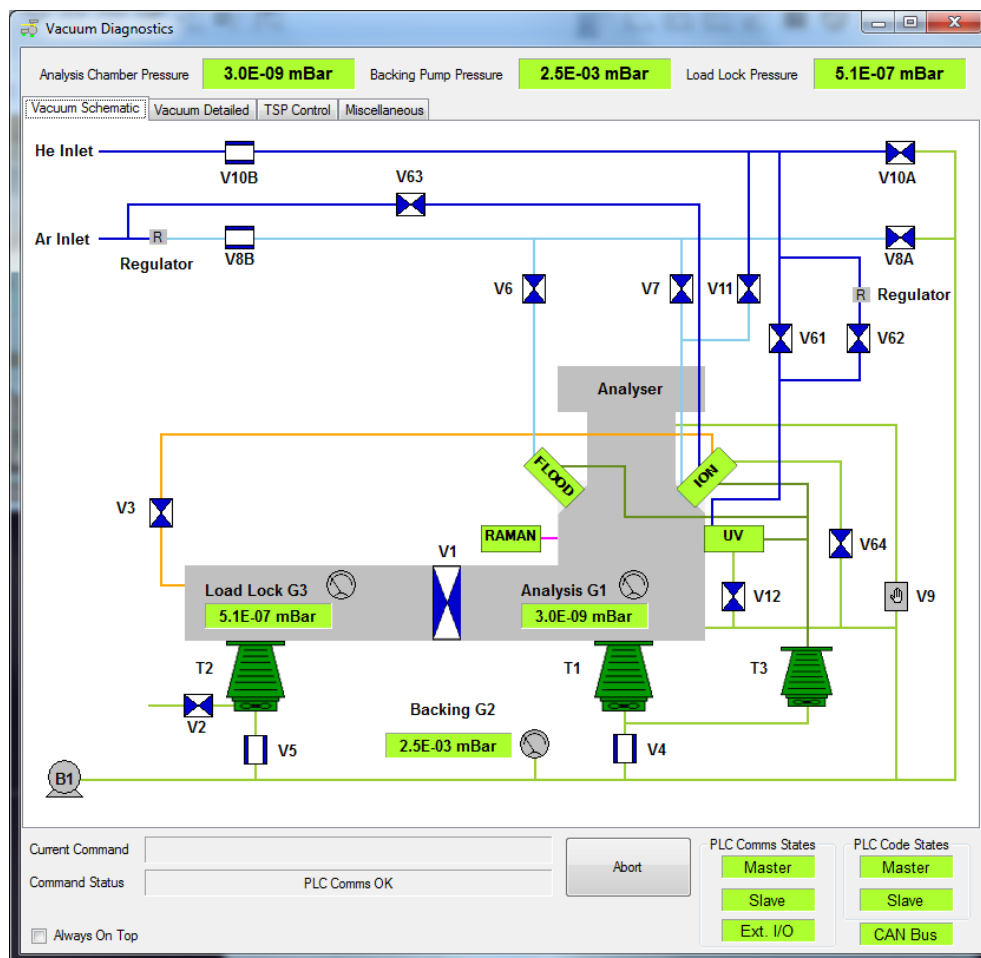 Vacuum Diagnostics
Analysis Chamber Pressure 3.0E-09 mBar Backing Pump Pressure 2.5E-03 mBar Load Lock Pressure 5.1E-07 mBar
Vacuum Schematic Vacuum Detailed TSP Control Miscellaneous
He Inlet
V10B
V63
V10A
Ar Inlet
R
Regulator
V8B
V8A
V6
V7
V11
R Regulator
V61
V62
Analyser
FLOOD
ION
V3
RAMAN
UV
V64
V1
Load Lock G3
5.1E-07 mBar
Analysis G1
3.0E-09 mBar
V12
V9
T2
T1
T3
V2
Backing G2
2.5E-03 mBar
V5
V4
B1
Current Command
Command Status PLC Comms OK
Abort
PLC Comms States
Master
Slave
Ext. I/O
PLC Code States
Master
Slave
CAN Bus
Always On Top